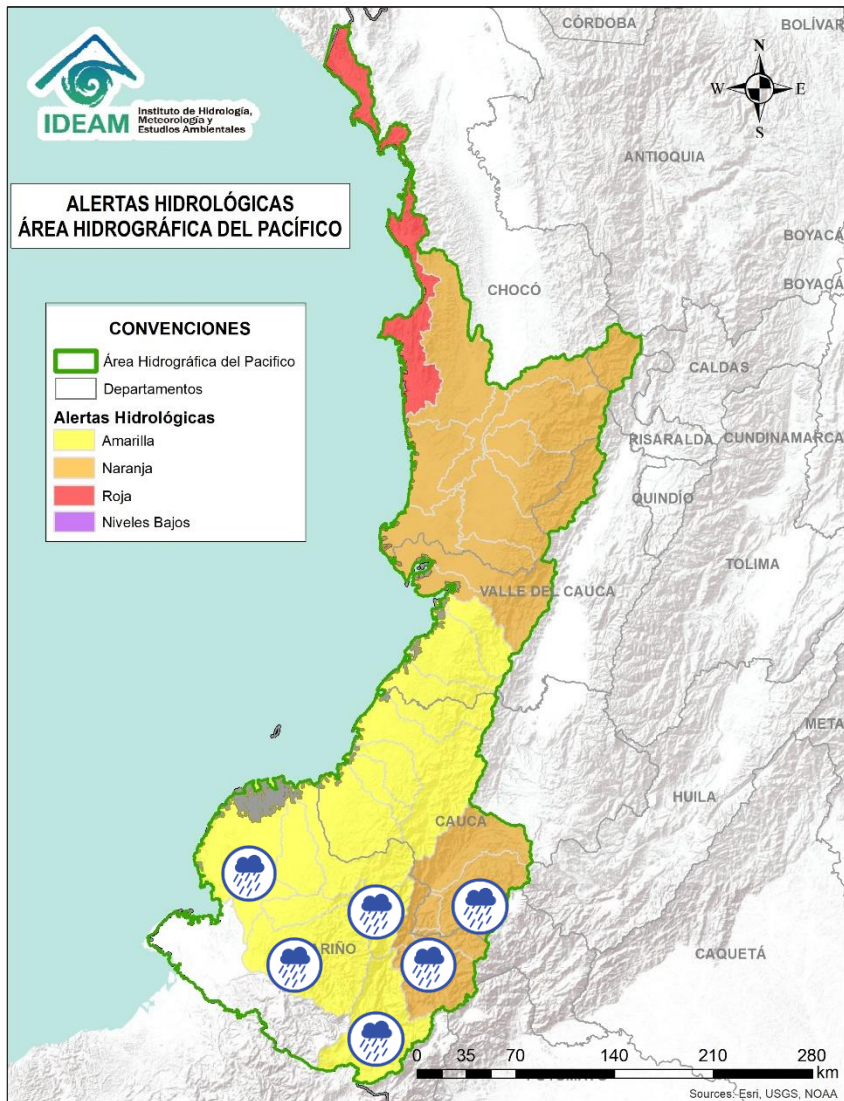 CÓRDOBA
BOLÍVAR
N
W
E
S
IDEAM
Instituto de Hidrología,
Meteorología y
Estudios Ambientales
ANTIOQUIA
ALERTAS HIDROLÓGICAS
ÁREA HIDROGRÁFICA DEL PACÍFICO
BOYACÁ
BOYACÁ
CHOCÓ
CONVENCIONES
Área Hidrográfica del Pacifico
Departamentos
Alertas Hidrológicas
Amarilla
Naranja
Roja
Niveles Bajos
CALDAS
RISARALDA
CUNDINAMARCA
QUINDÍO
TOLIMA
VALLE DEL CAUCA
META
HUILA
CAUCA
CAQUETÁ
ARIÑO
0 35 70 140 210 280
km
Sources: Esri, USGS, NOAA